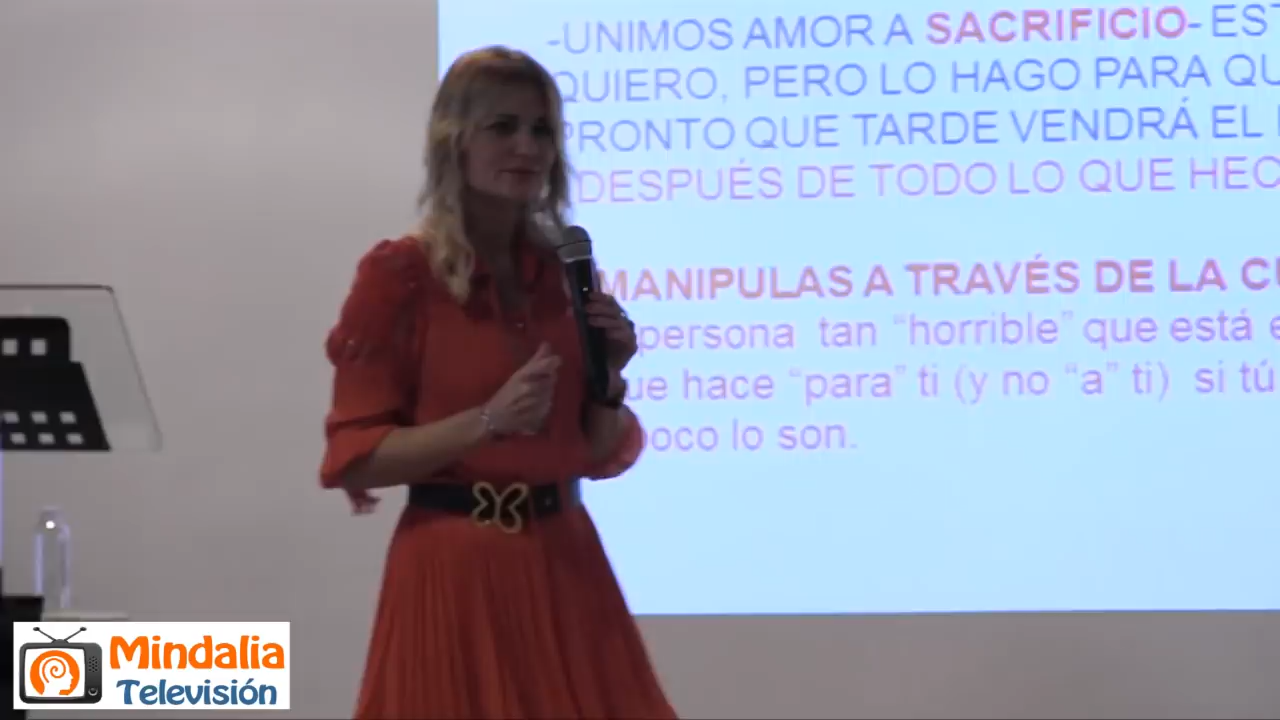 -UNIMOS AMOR A SACRIFICIO- EST
QUIERO, PERO LO HAGO PARA QU
PRONTO QUE TARDE VENDRÁ EL
DESPUÉS DE TODO LO QUE HEC
MANIPULAS A TRAVÉS DE LA
persona tan “horrible” que está
ue hace “para” ti (y no “a” ti) si tú
poco lo son.
Mindalia
Televisión